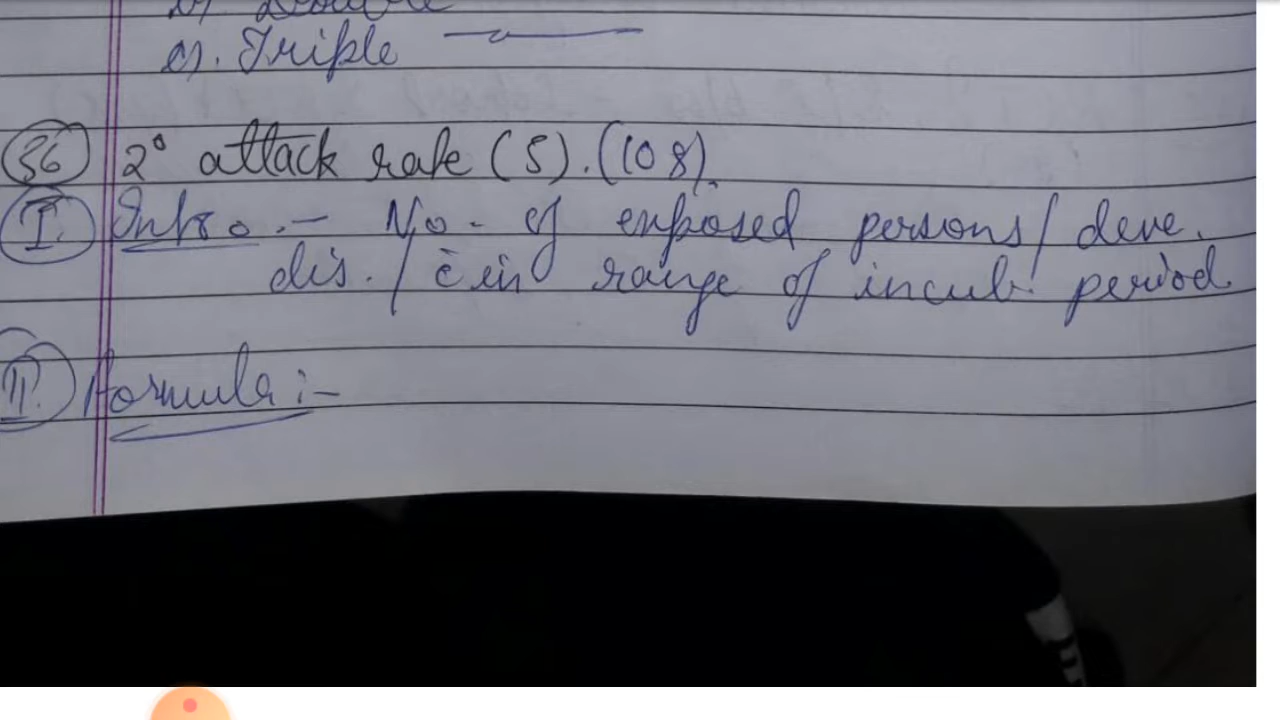 c). Triple
36 2° attack rate (5). (108).
I. Intro. - No. of exposed persons/ deve.
dis. / c̄ in range of incub. period
II. Formula :-